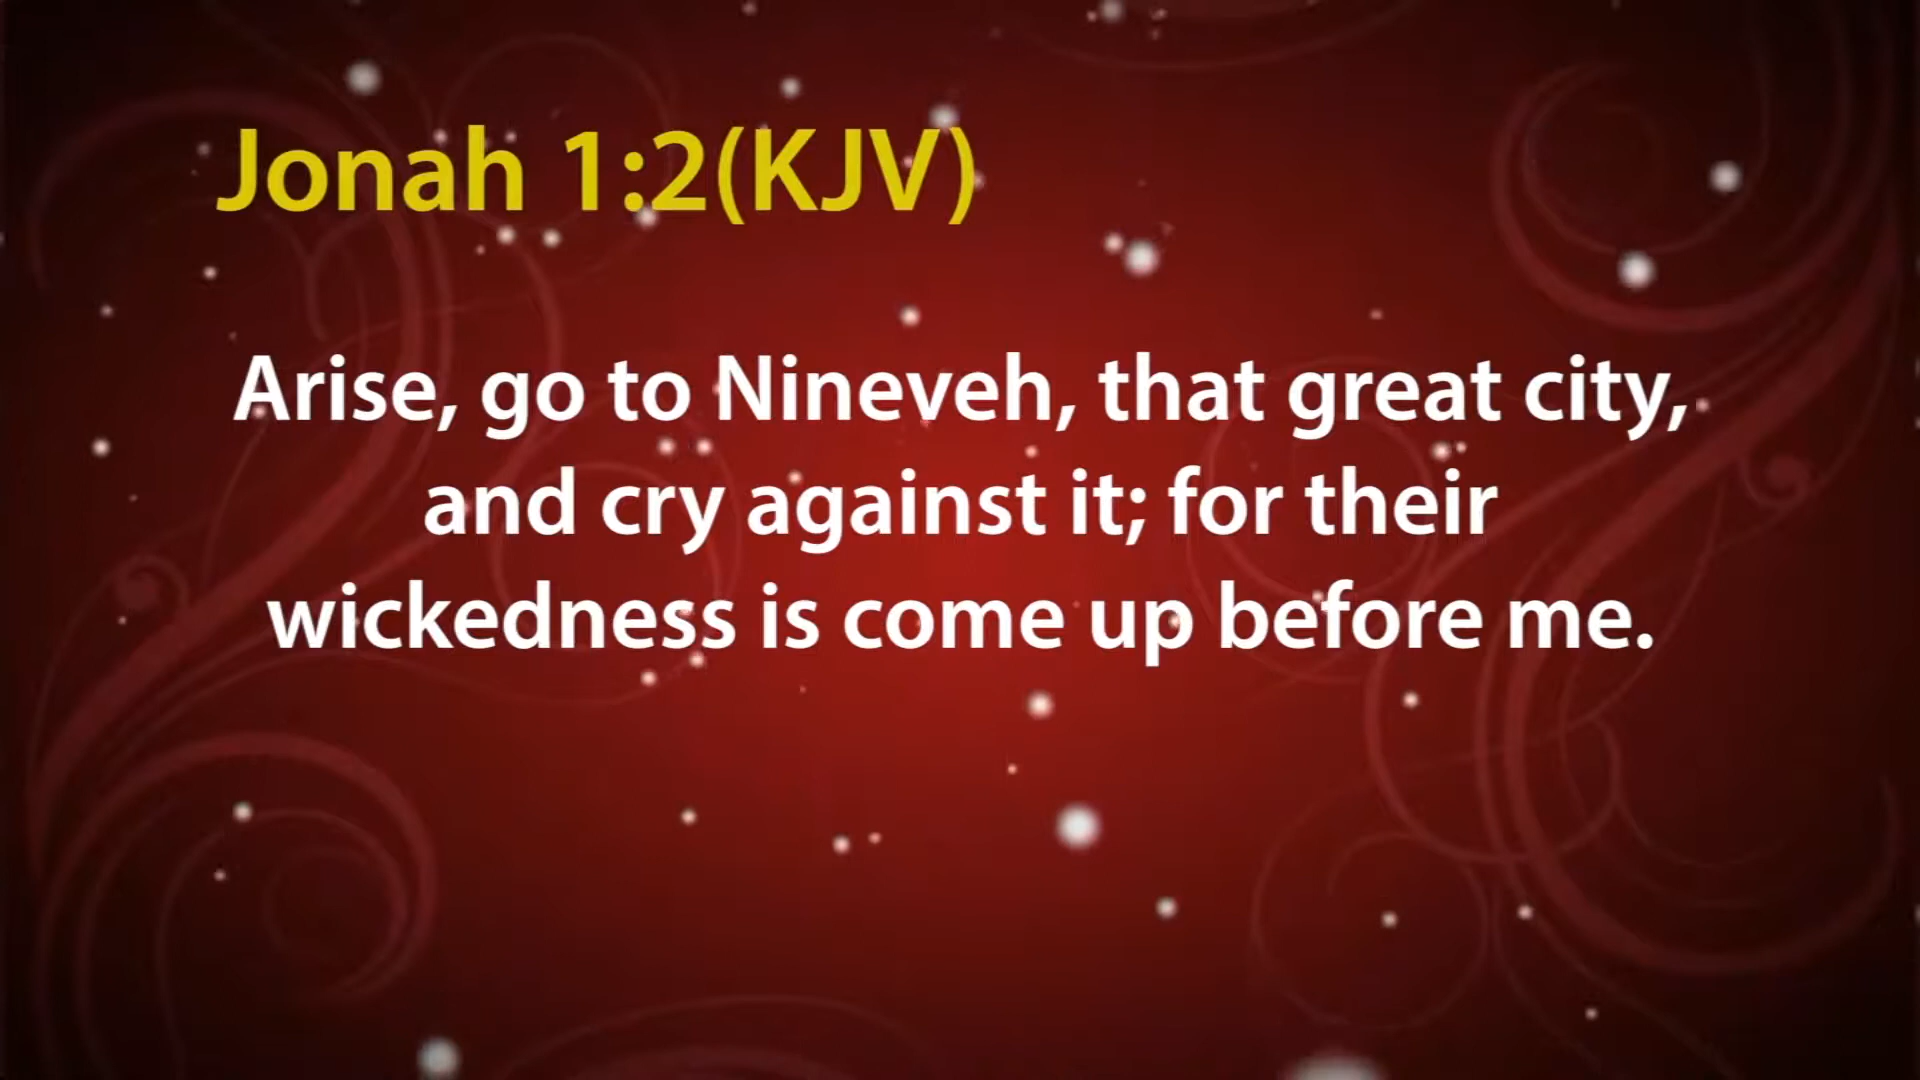 Jonah 1:2(KJV)
Arise, go to Nineveh, that great city,
and cry against it; for their
wickedness is come up before me.